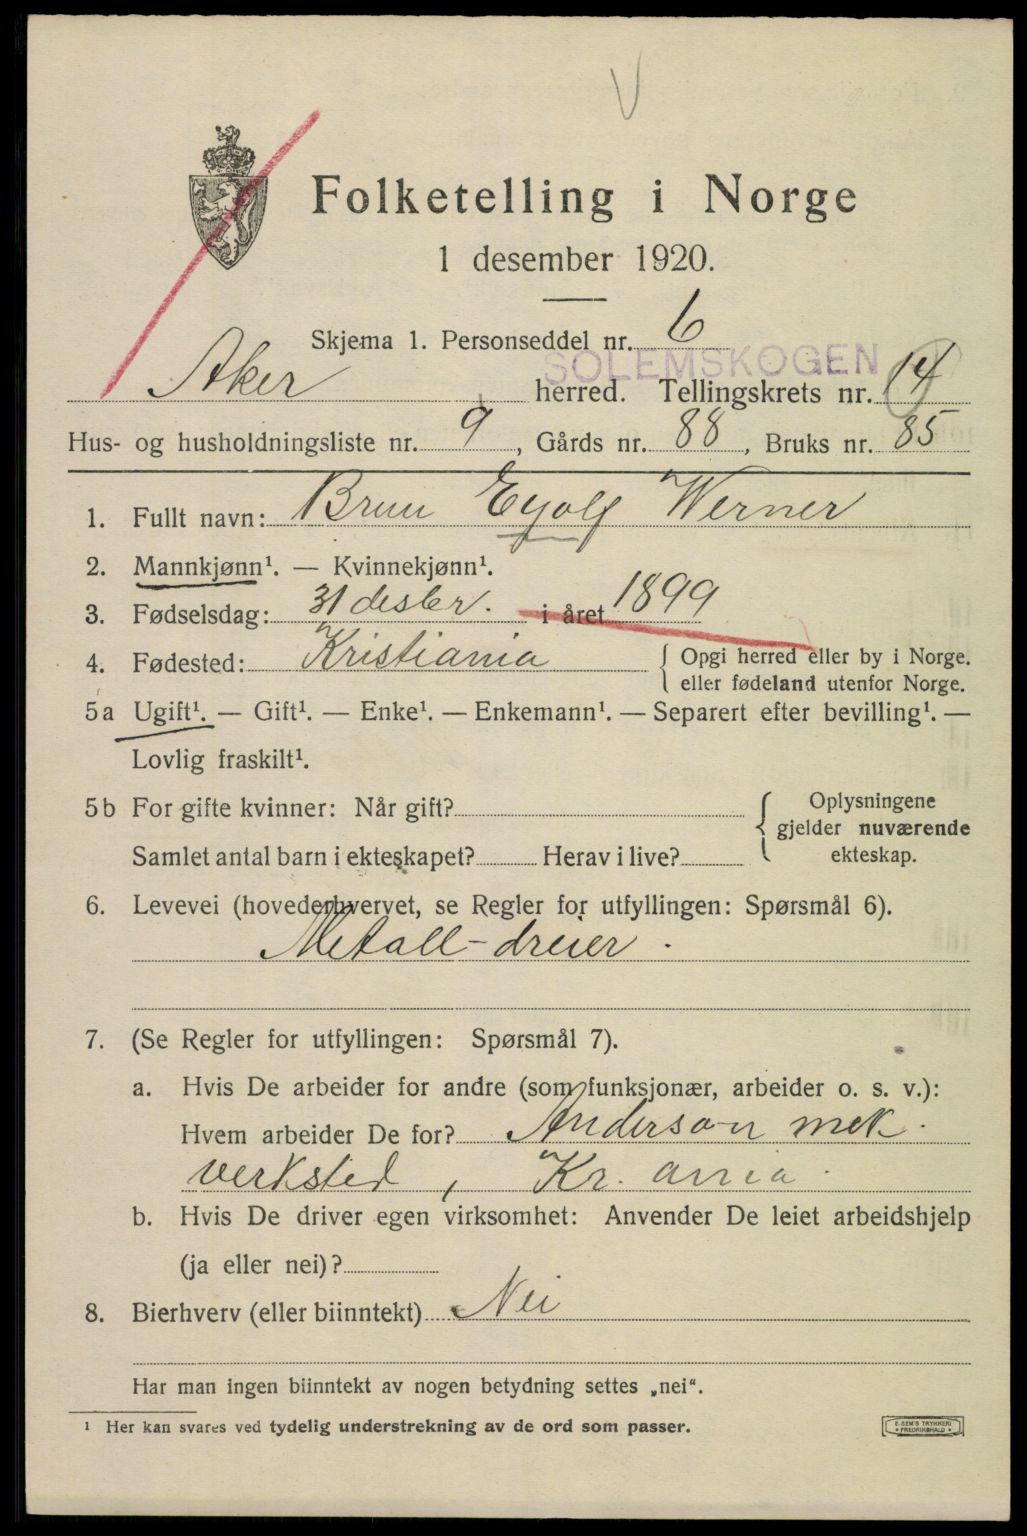 Folketelling i Norge
1 desember 1920.
Skjema 1. Personseddel nr. 6
SOLEMSKOGEN
Aker herred. Tellingskrets nr. 14
Hus- og husholdningsliste nr. 9, Gårds nr. 88, Bruks nr. 85
1. Fullt navn: Brun Eyolf Werner
2. Mannkjønn¹. — Kvinnekjønn¹.
3. Fødselsdag: 31 desbr. i året 1899
4. Fødested: Kristiania { Opgi herred eller by i Norge.
eller fødeland utenfor Norge.
5a Ugift¹. — Gift¹. — Enke¹. — Enkemann¹. — Separert efter bevilling¹. —
Lovlig fraskilt¹.
5b For gifte kvinner: Når gift? { Oplysningene
gjelder nuværende
Samlet antal barn i ekteskapet? Herav i live? ekteskap.
6. Levevei (hovederhvervet, se Regler for utfyllingen: Spørsmål 6).
Metall-dreier.
7. (Se Regler for utfyllingen: Spørsmål 7).
a. Hvis De arbeider for andre (som funksjonær, arbeider o. s. v.):
Hvem arbeider De for? Anderson mek.
verksted, Kr. ania.
b. Hvis De driver egen virksomhet: Anvender De leiet arbeidshjelp
(ja eller nei)?
8. Bierhverv (eller biinntekt) Nei
Har man ingen biinntekt av nogen betydning settes „nei“.
¹ Her kan svares ved tydelig understrekning av de ord som passer.
E. SEM'S TRYKKERI
FREDRIKSHALD